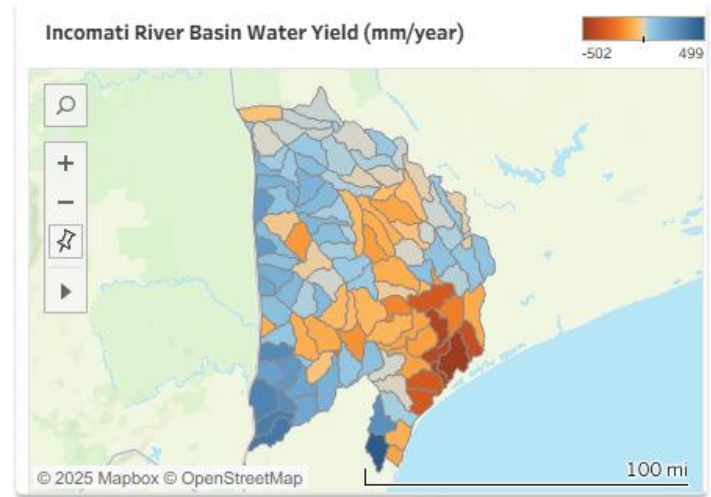 Incomati River Basin Water Yield (mm/year)
-502 499
+
−
100 mi
© 2025 Mapbox © OpenStreetMap